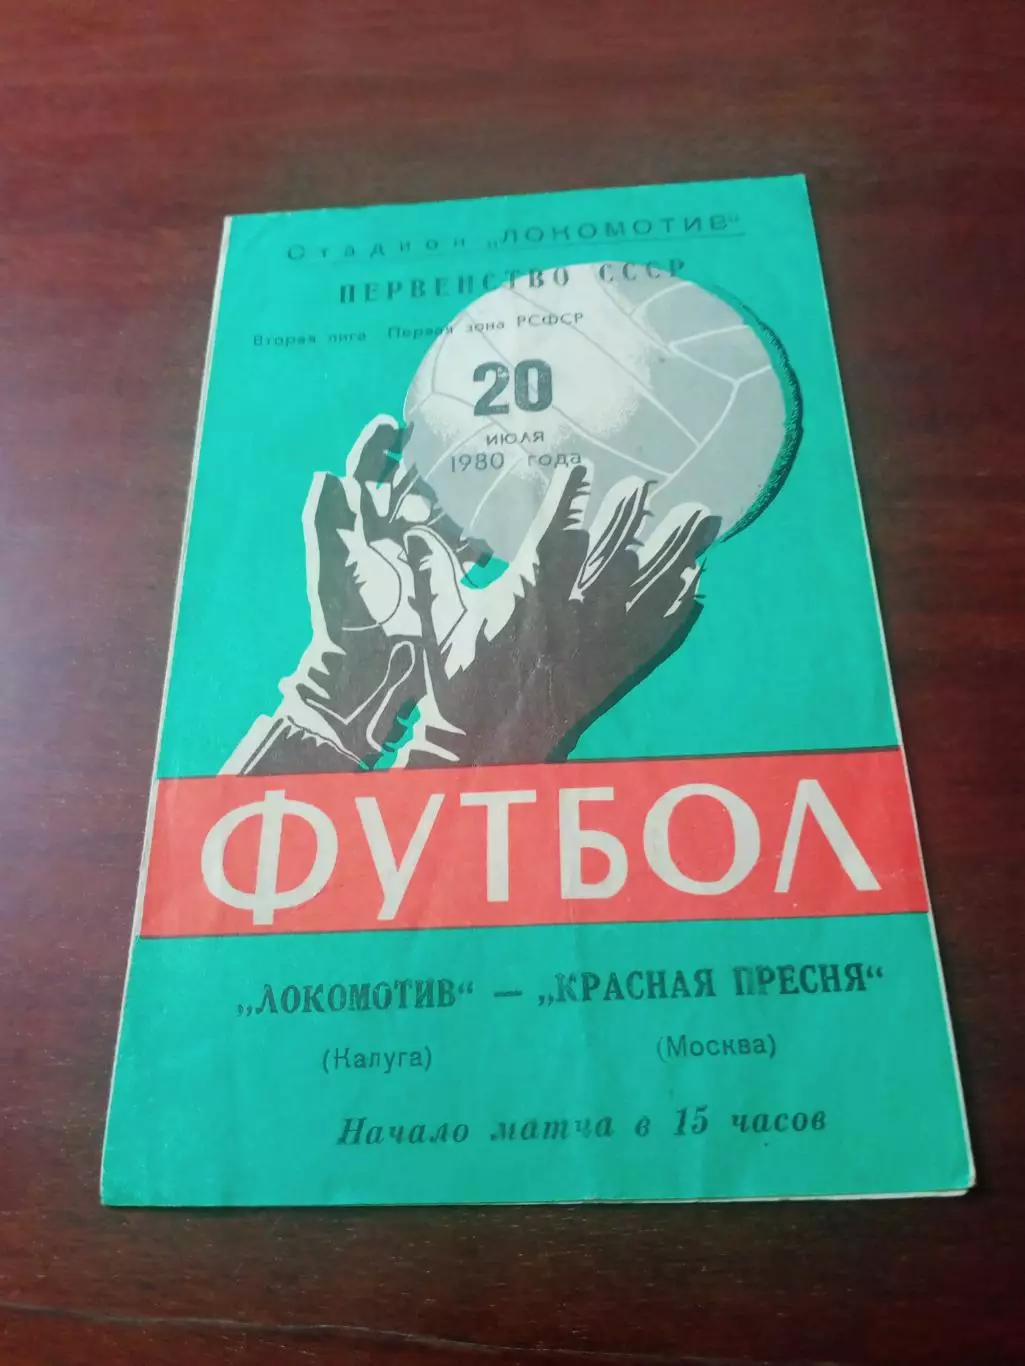 Стадион „ЛОКОМОТИВ“
ПЕРВЕНСТВО СССР
Вторая лига Первая зона РСФСР
20
ИЮЛЯ
1980 года
ФУТБОЛ
„ЛОКОМОТИВ“ — „КРАСНАЯ ПРЕСНЯ“
(Калуга) (Москва)
Начало матча в 15 часов